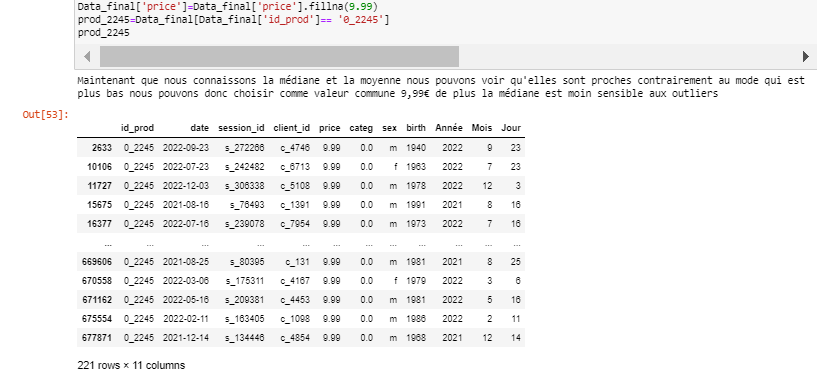 Data_final['price']=Data_final['price'].fillna(9.99)
prod_2245=Data_final[Data_final['id_prod']== '0_2245']
prod_2245
Maintenant que nous connaissons la médiane et la moyenne nous pouvons voir qu'elles sont proches contrairement au mode qui est
plus bas nous pouvons donc choisir comme valeur commune 9,99€ de plus la médiane est moin sensible aux outliers
Out[53]:
id_prod date session_id client_id price categ sex birth Année Mois Jour
2633 0_2245 2022-09-23 s_272266 c_4746 9.99 0.0 m 1940 2022 9 23
10106 0_2245 2022-07-23 s_242482 c_6713 9.99 0.0 f 1963 2022 7 23
11727 0_2245 2022-12-03 s_306338 c_5108 9.99 0.0 m 1978 2022 12 3
15675 0_2245 2021-08-16 s_76493 c_1391 9.99 0.0 m 1991 2021 8 16
16377 0_2245 2022-07-16 s_239078 c_7954 9.99 0.0 m 1973 2022 7 16
... ... ... ... ... ... ... ... ... ... ... ...
669606 0_2245 2021-08-25 s_80395 c_131 9.99 0.0 m 1981 2021 8 25
670558 0_2245 2022-03-06 s_175311 c_4167 9.99 0.0 f 1979 2022 3 6
671162 0_2245 2022-05-16 s_209381 c_4453 9.99 0.0 m 1981 2022 5 16
675554 0_2245 2022-02-11 s_163405 c_1098 9.99 0.0 m 1986 2022 2 11
677871 0_2245 2021-12-14 s_134446 c_4854 9.99 0.0 m 1968 2021 12 14
221 rows × 11 columns